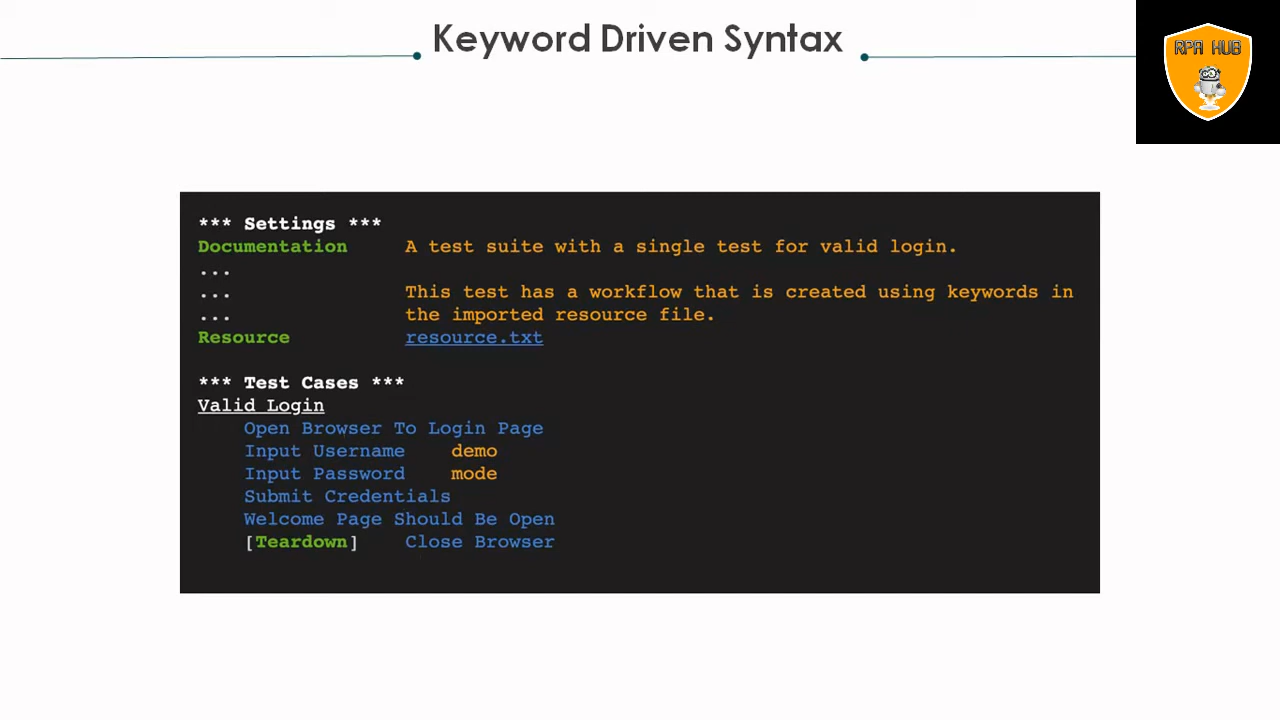 Keyword Driven Syntax
RPA HUB
*** Settings ***
Documentation A test suite with a single test for valid login.
...
... This test has a workflow that is created using keywords in
... the imported resource file.
Resource resource.txt
*** Test Cases ***
Valid Login
Open Browser To Login Page
Input Username demo
Input Password mode
Submit Credentials
Welcome Page Should Be Open
[Teardown] Close Browser